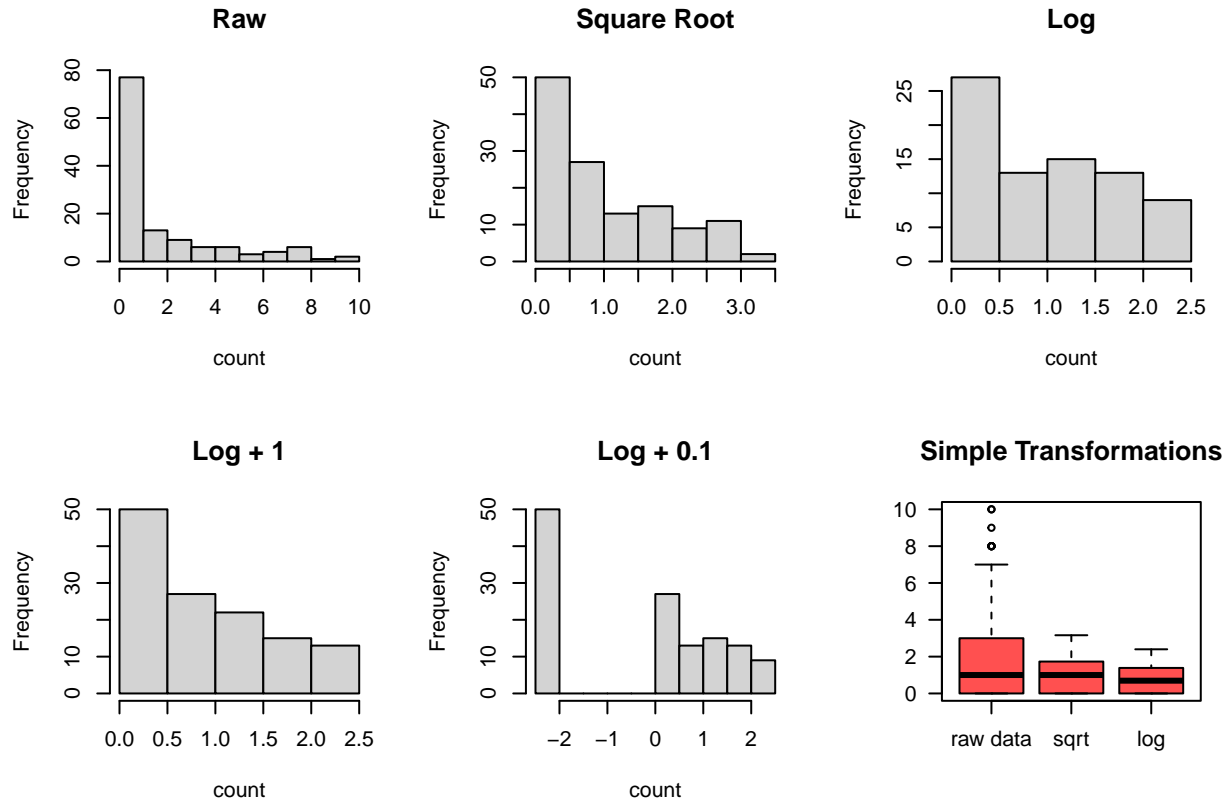 Raw
Frequency
0 20 40 60 80
0 2 4 6 8 10
count
Square Root
Frequency
0 10 30 50
0.0 1.0 2.0 3.0
count
Log
Frequency
0 5 15 25
0.0 0.5 1.0 1.5 2.0 2.5
count
Log + 1
Frequency
0 10 30 50
0.0 0.5 1.0 1.5 2.0 2.5
count
Log + 0.1
Frequency
0 10 30 50
−2 −1 0 1 2
count
Simple Transformations
0 2 4 6 8 10
raw data sqrt log